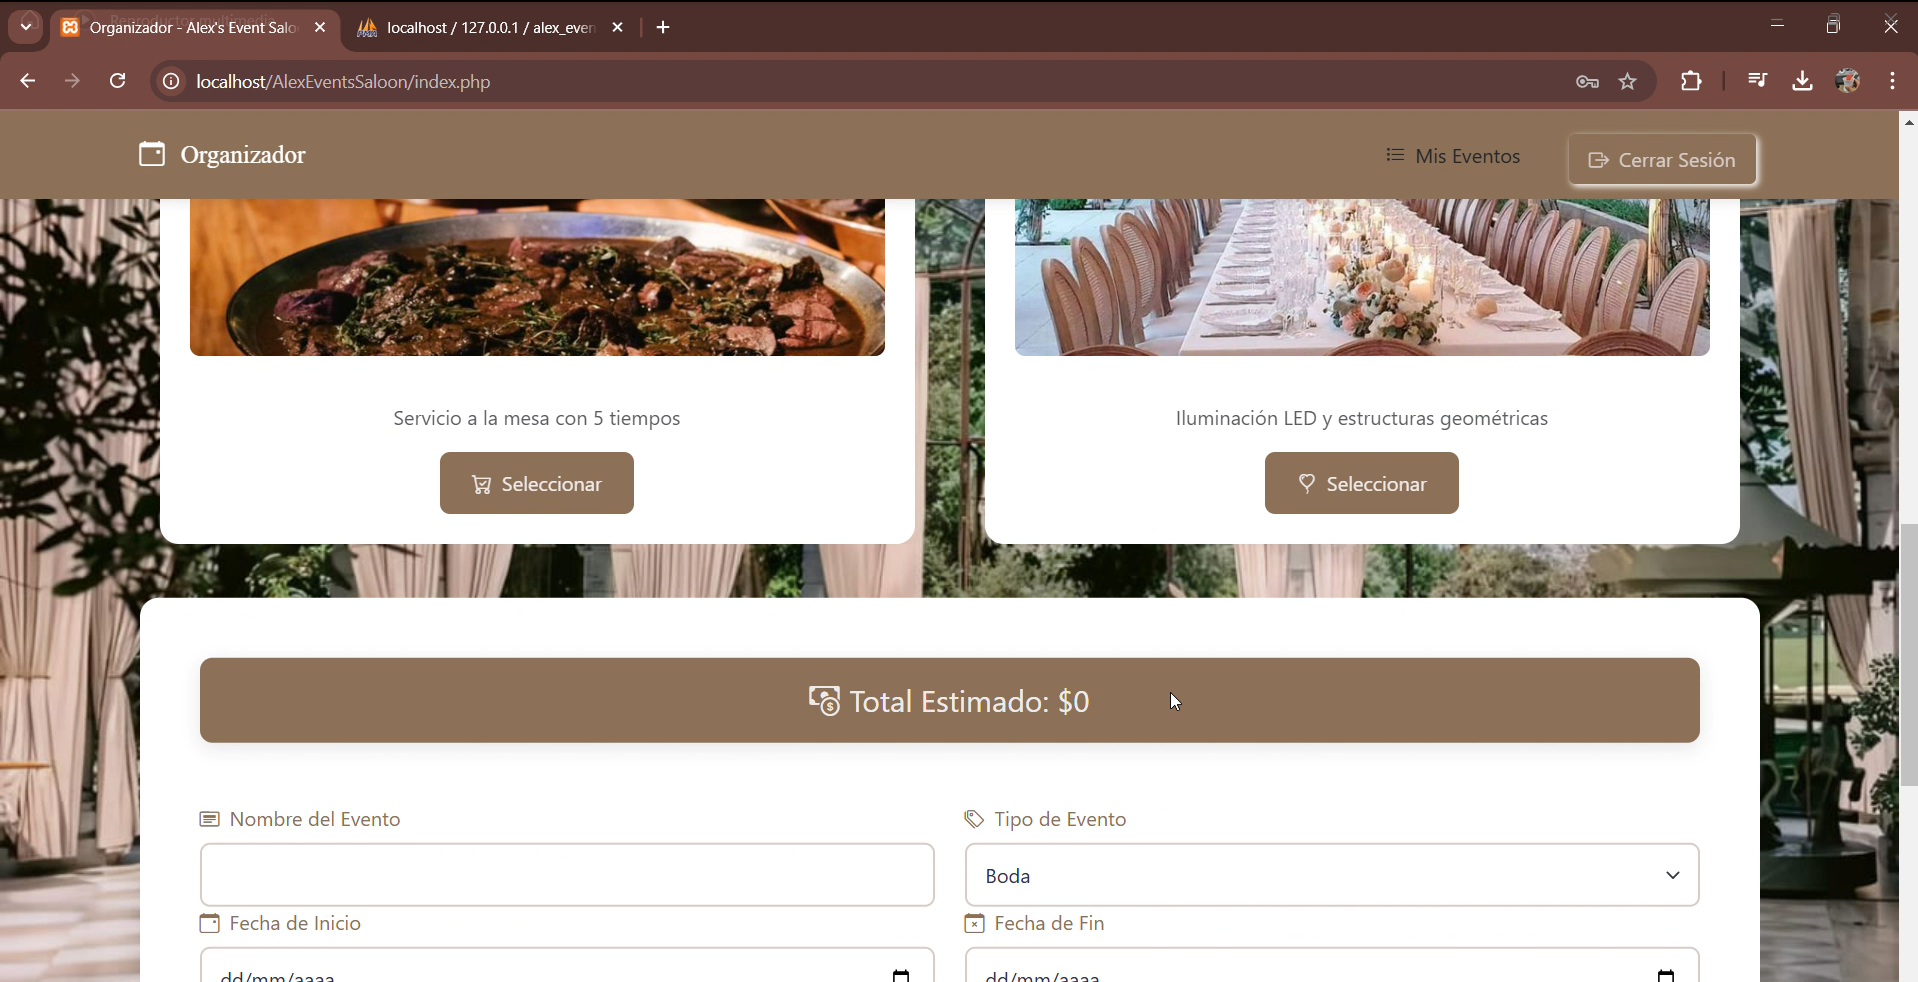 Organizador - Alex's Event Salo
localhost / 127.0.0.1 / alex_even
localhost/AlexEventsSaloon/index.php
Organizador
Mis Eventos
Cerrar Sesión
Servicio a la mesa con 5 tiempos
Iluminación LED y estructuras geométricas
Seleccionar
Seleccionar
Total Estimado: $0
Nombre del Evento
Tipo de Evento
Boda
Fecha de Inicio
Fecha de Fin
dd/mm/aaaa
dd/mm/aaaa